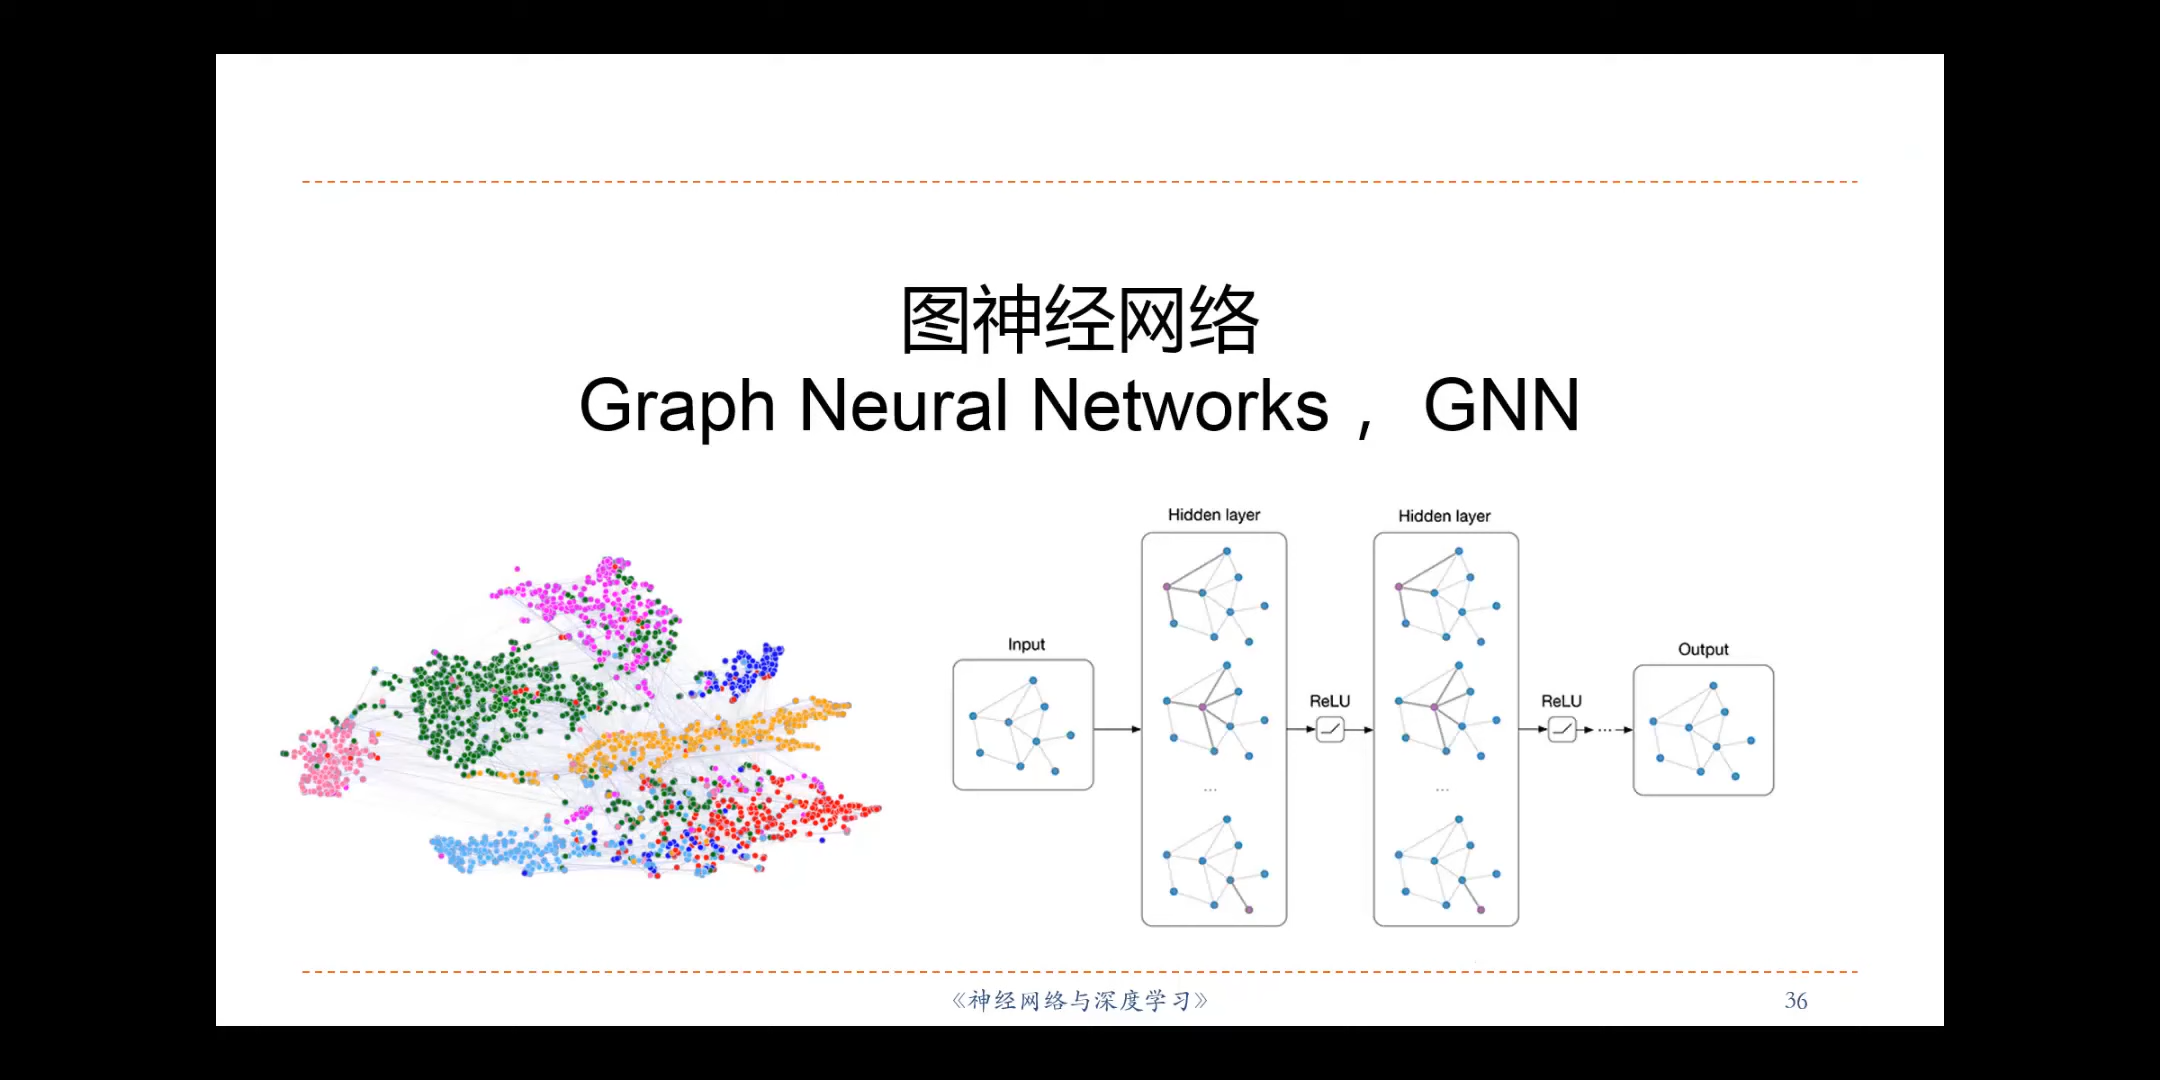 图神经网络
Graph Neural Networks， GNN
Hidden layer
Hidden layer
Input
ReLU
ReLU
Output
...
...
...
《神经网络与深度学习》
36